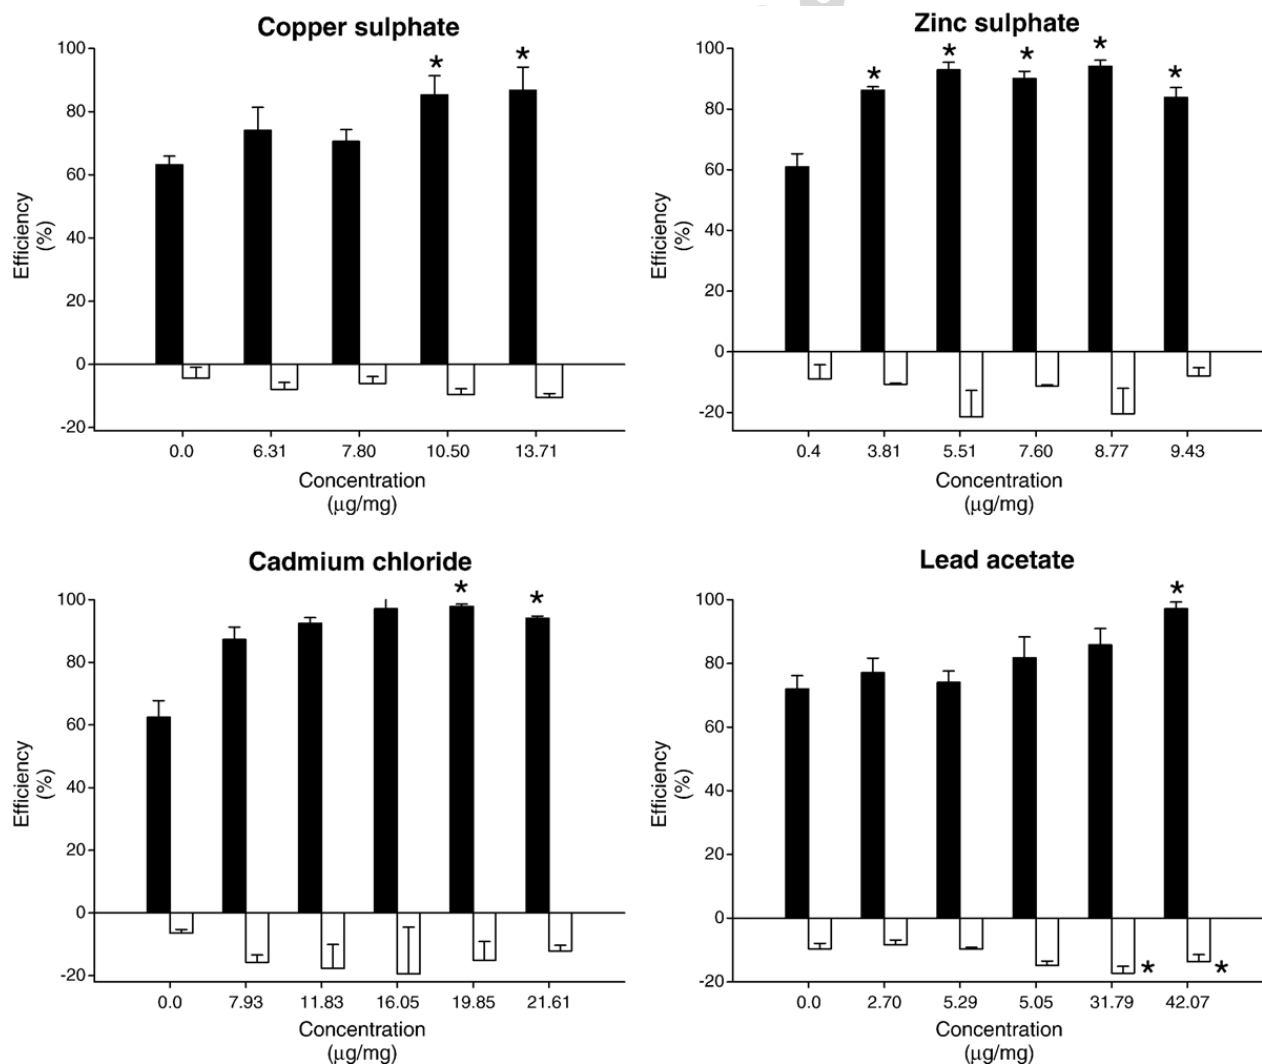 Copper sulphate
100
80
60
40
20
0
-20
Efficiency
(%)
*
*
0.0 6.31 7.80 10.50 13.71
Concentration
(µg/mg)
Zinc sulphate
100
80
60
40
20
0
-20
Efficiency
(%)
*
*
*
*
*
0.4 3.81 5.51 7.60 8.77 9.43
Concentration
(µg/mg)
Cadmium chloride
100
80
60
40
20
0
-20
Efficiency
(%)
*
*
0.0 7.93 11.83 16.05 19.85 21.61
Concentration
(µg/mg)
Lead acetate
100
80
60
40
20
0
-20
Efficiency
(%)
*
*
*
0.0 2.70 5.29 5.05 31.79 42.07
Concentration
(µg/mg)